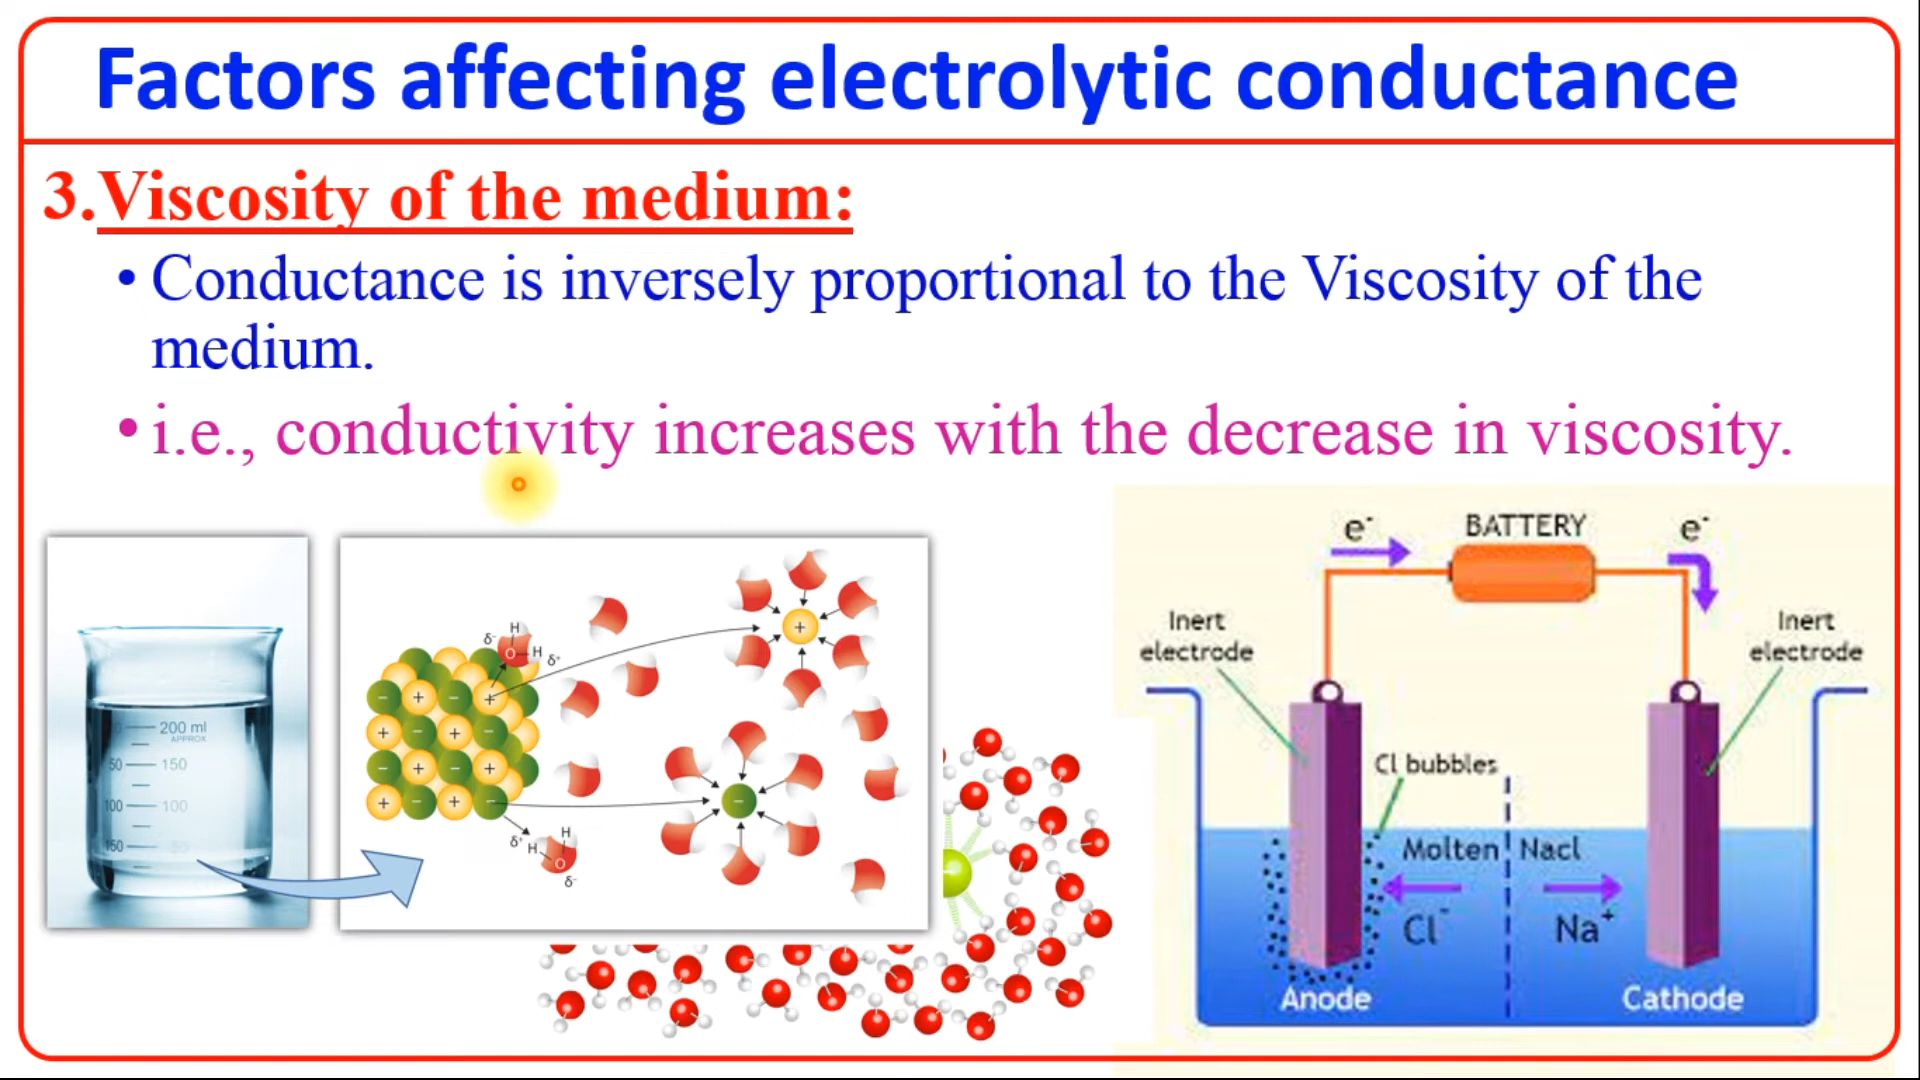 Factors affecting electrolytic conductance
3.Viscosity of the medium:
• Conductance is inversely proportional to the Viscosity of the
medium.
• i.e., conductivity increases with the decrease in viscosity.
200 ml
APPROX
50 150
100 100
150 50
δ- H
O H δ+
+ - + -
+ - + -
- + - +
+ - + -
+
-
δ+ H H
O
δ-
e- BATTERY e-
Inert
electrode
Inert
electrode
Cl bubbles
Molten Nacl
Cl- Na+
Anode Cathode